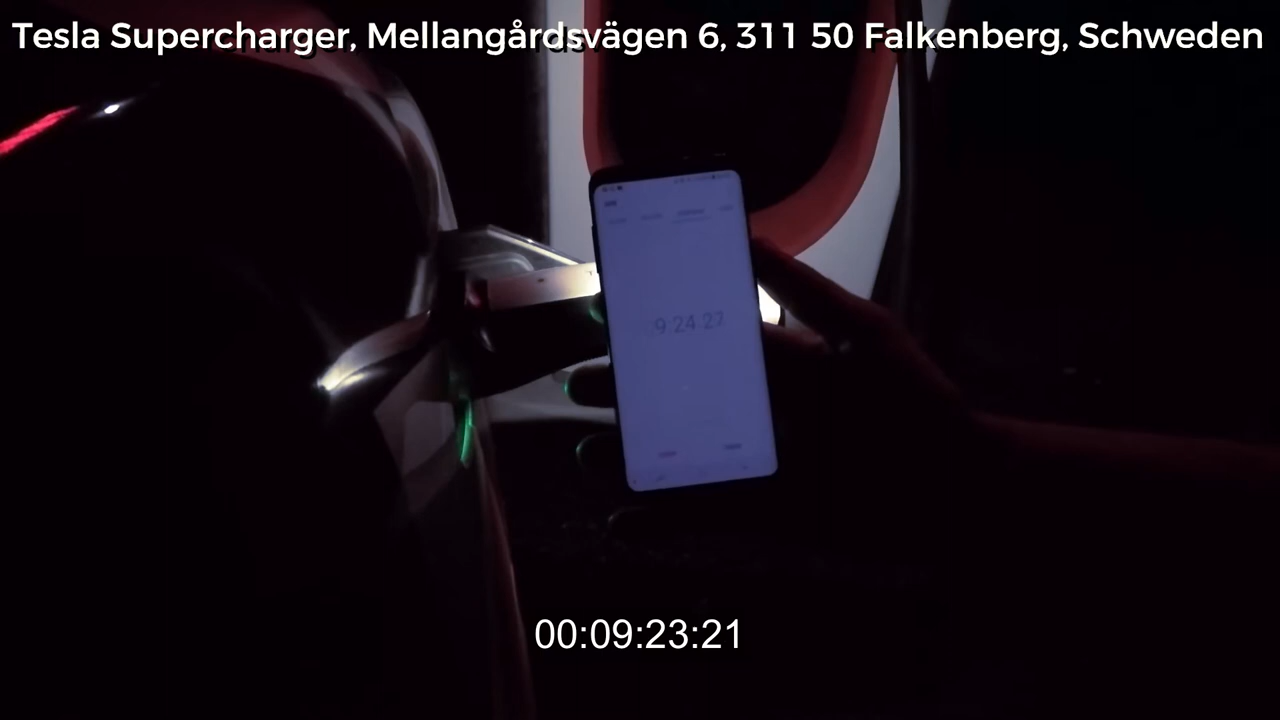 Tesla Supercharger, Mellangårdsvägen 6, 311 50 Falkenberg, Schweden
9:24.27
00:09:23:21